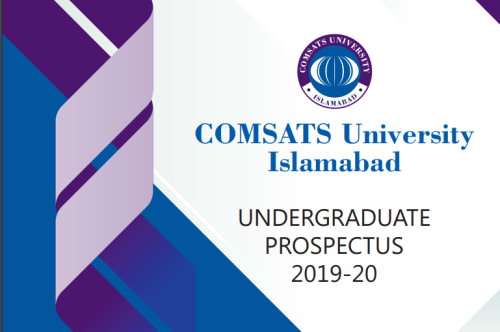 COMSATS UNIVERSITY
ISLAMABAD
COMSATS University
Islamabad
UNDERGRADUATE
PROSPECTUS
2019-20